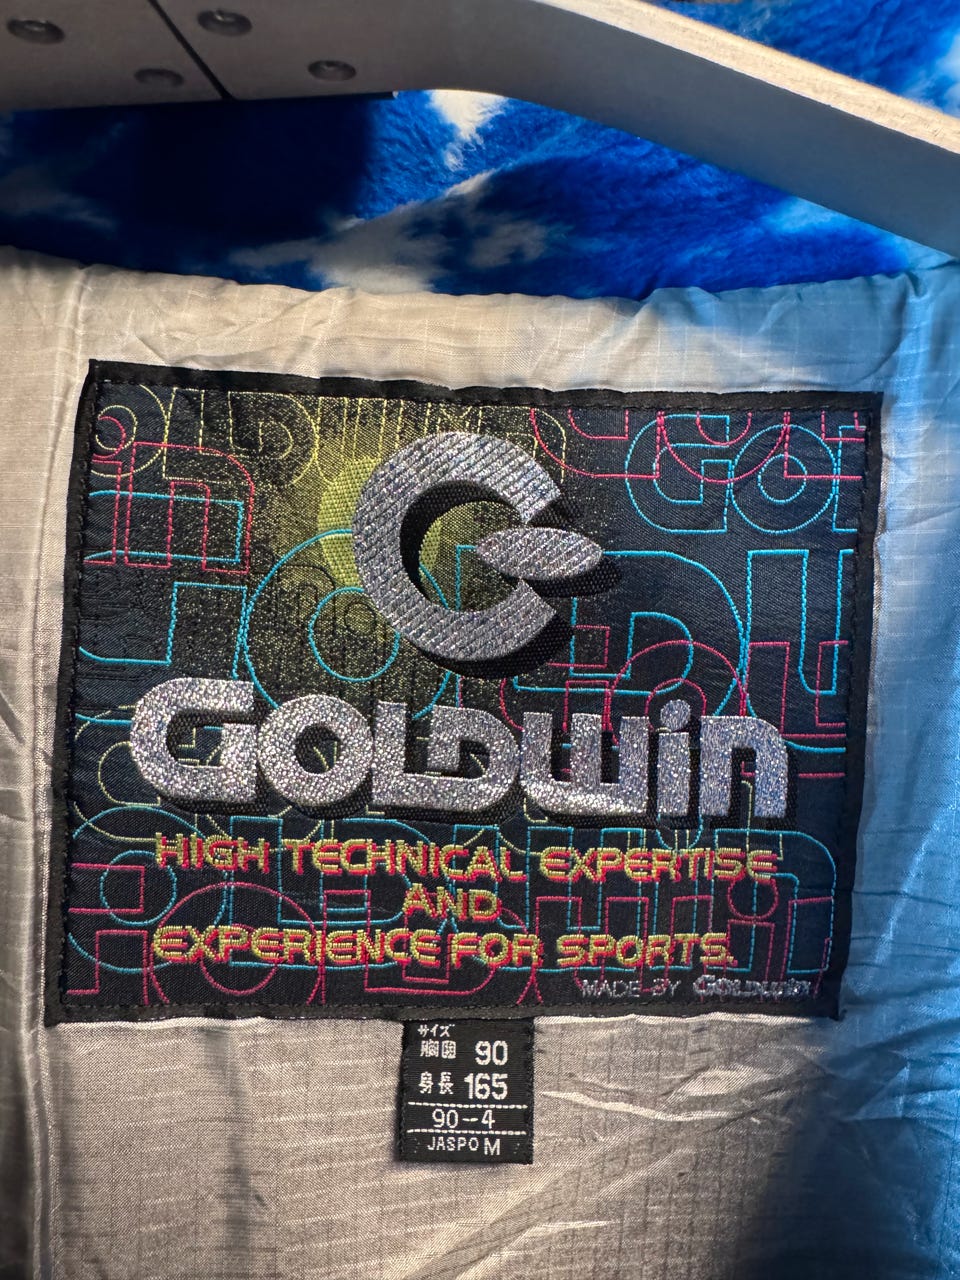 GOLDWIN
HIGH TECHNICAL EXPERTISE
AND
EXPERIENCE FOR SPORTS.
MADE BY GOLDWIN
サイズ
胸囲 90
身長 165
90-4
JASPO M